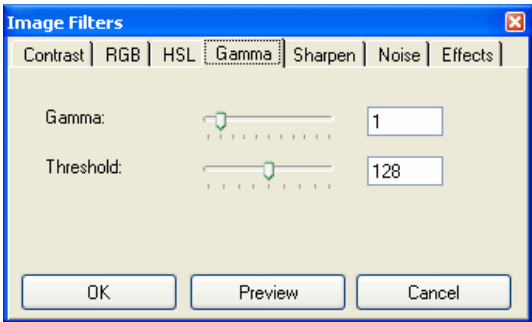 Image Filters
Contrast RGB HSL Gamma Sharpen Noise Effects
Gamma: 1
Threshold: 128
OK Preview Cancel